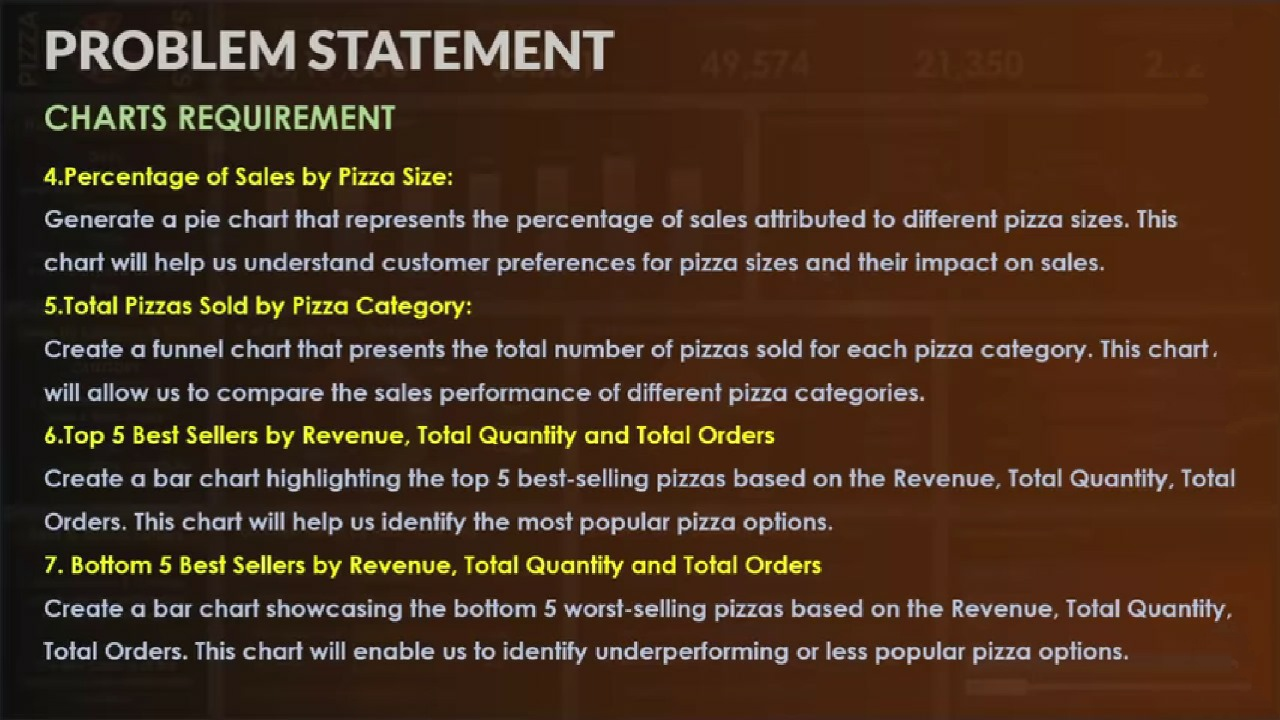 PROBLEM STATEMENT
49,574 21,350
CHARTS REQUIREMENT
4.Percentage of Sales by Pizza Size:
Generate a pie chart that represents the percentage of sales attributed to different pizza sizes. This
chart will help us understand customer preferences for pizza sizes and their impact on sales.
5.Total Pizzas Sold by Pizza Category:
Create a funnel chart that presents the total number of pizzas sold for each pizza category. This chart
will allow us to compare the sales performance of different pizza categories.
6.Top 5 Best Sellers by Revenue, Total Quantity and Total Orders
Create a bar chart highlighting the top 5 best-selling pizzas based on the Revenue, Total Quantity, Total
Orders. This chart will help us identify the most popular pizza options.
7. Bottom 5 Best Sellers by Revenue, Total Quantity and Total Orders
Create a bar chart showcasing the bottom 5 worst-selling pizzas based on the Revenue, Total Quantity,
Total Orders. This chart will enable us to identify underperforming or less popular pizza options.